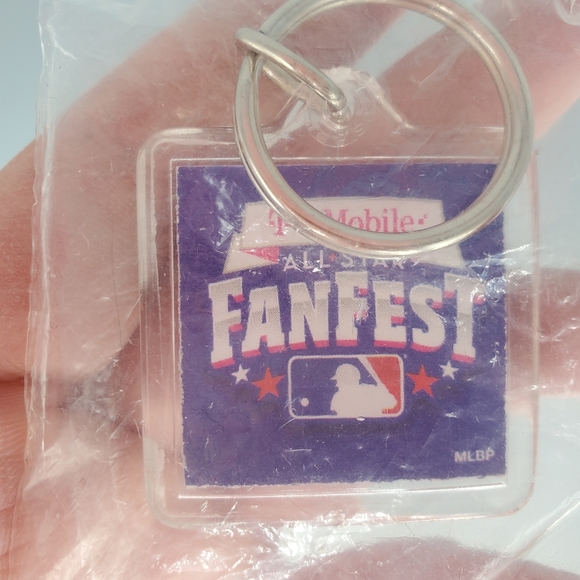 T Mobile
ALL STAR
FANFEST
MLBP